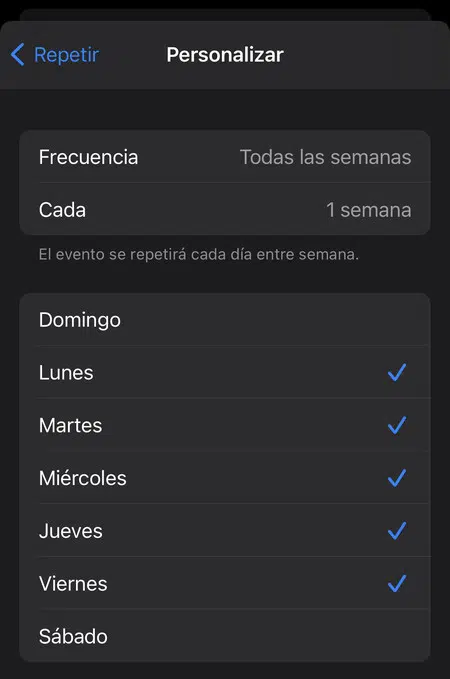 Repetir Personalizar
Frecuencia Todas las semanas
Cada 1 semana
El evento se repetirá cada día entre semana.
Domingo
Lunes
Martes
Miércoles
Jueves
Viernes
Sábado